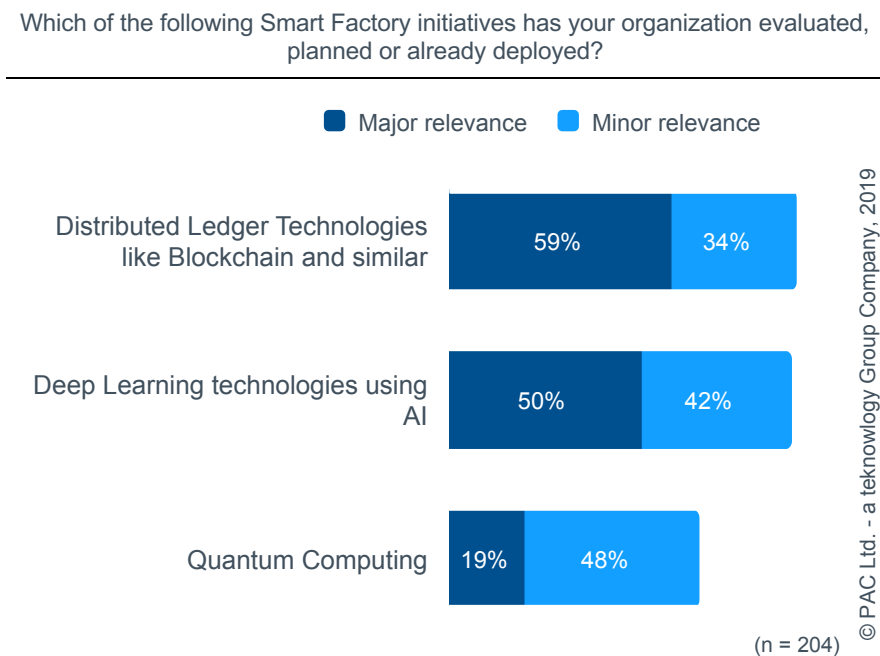 Which of the following Smart Factory initiatives has your organization evaluated,
planned or already deployed?
Major relevance
Minor relevance
Distributed Ledger Technologies
like Blockchain and similar
59%
34%
Deep Learning technologies using
AI
50%
42%
Quantum Computing
19%
48%
(n = 204)
© PAC Ltd. - a teknowlogy Group Company, 2019